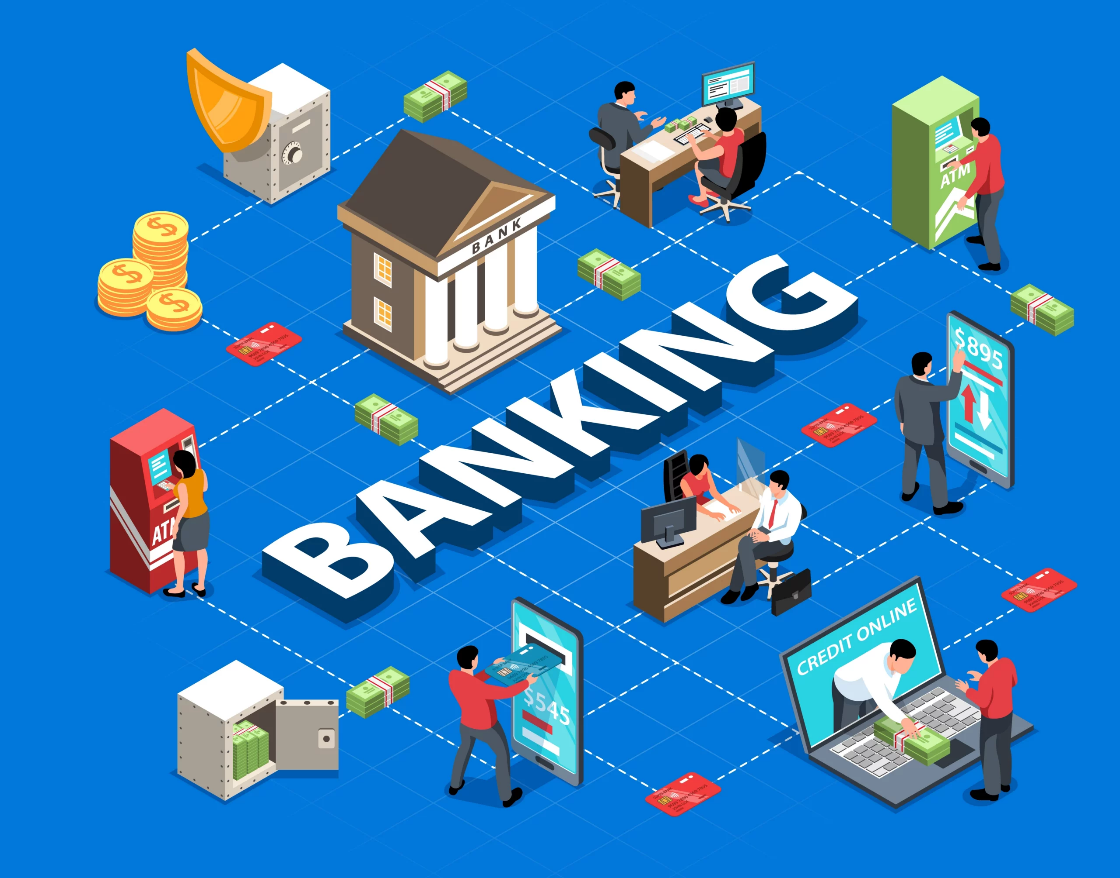 BANK
ATM
$895
BANKING
ATM
CREDIT ONLINE
$545